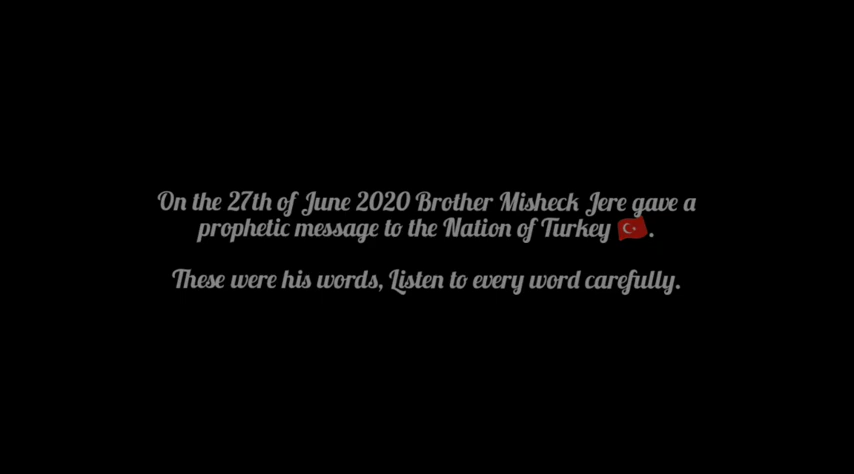 On the 27th of June 2020 Brother Misheck Jere gave a
prophetic message to the Nation of Turkey 🇹🇷.
These were his words, Listen to every word carefully.